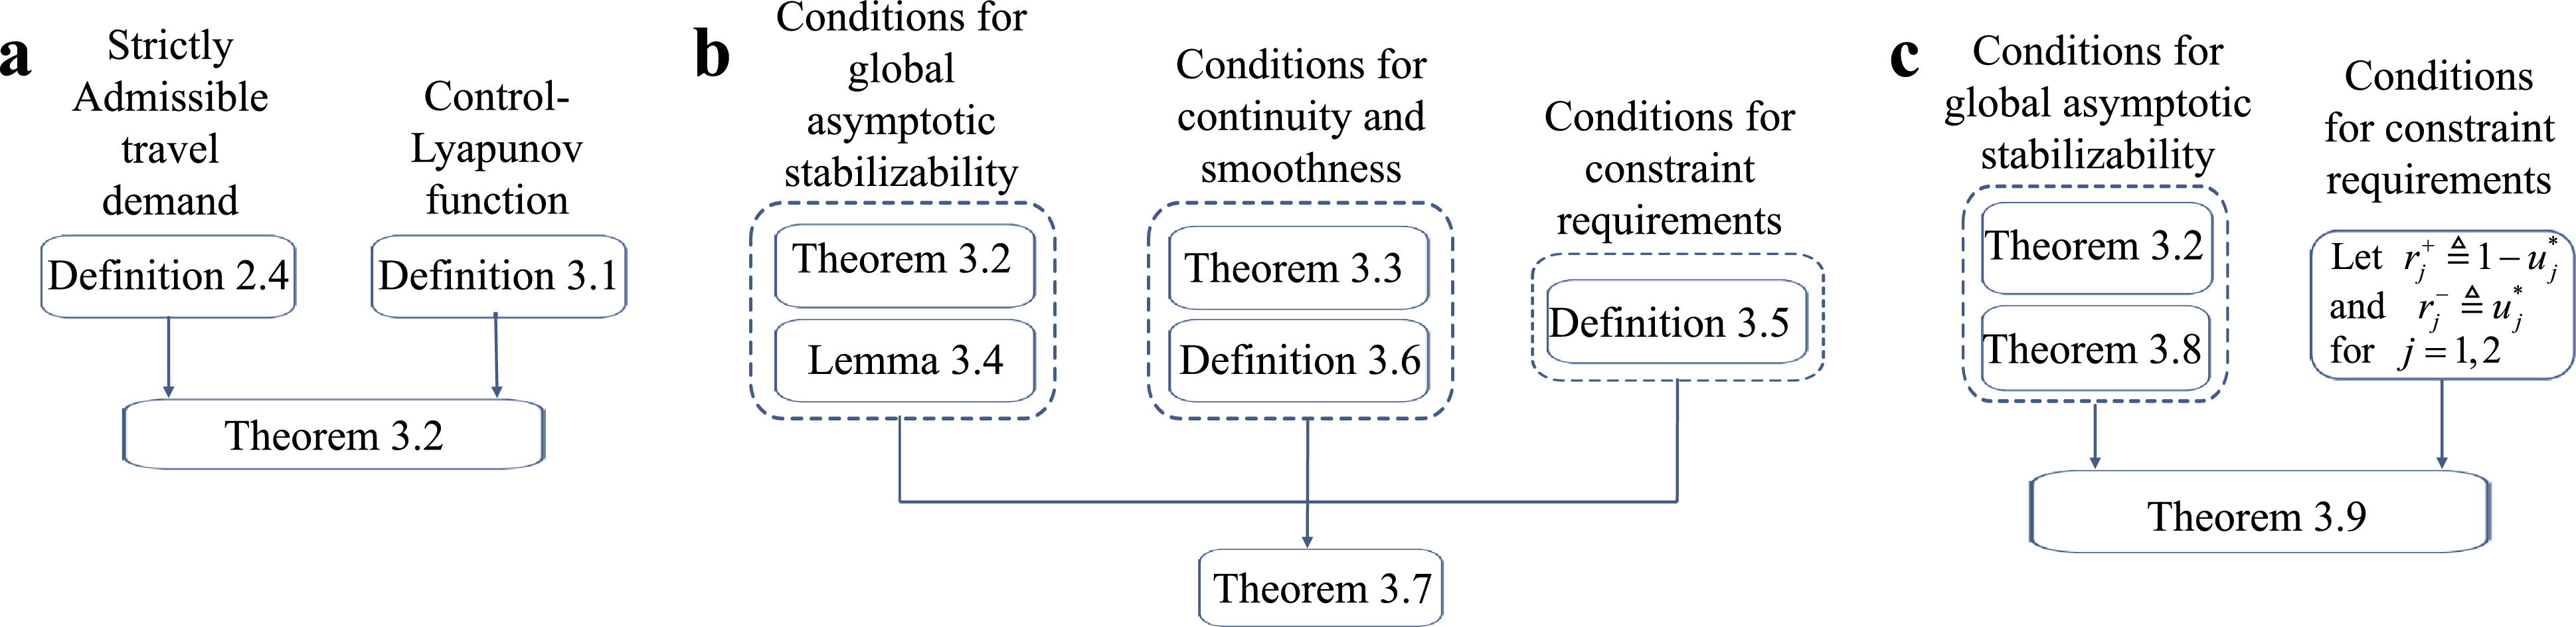 a
Strictly
Admissible
travel
demand
Control-
Lyapunov
function
Definition 2.4
Definition 3.1
Theorem 3.2
b
Conditions for
global
asymptotic
stabilizability
Theorem 3.2
Lemma 3.4
Conditions for
continuity and
smoothness
Theorem 3.3
Definition 3.6
Conditions for
constraint
requirements
Definition 3.5
Theorem 3.7
c
Conditions for
global asymptotic
stabilizability
Theorem 3.2
Theorem 3.8
Conditions
for constraint
requirements
Let r_j^+ ≜ 1 − u_j^*
and r_j^- ≜ u_j^*
for j = 1, 2
Theorem 3.9